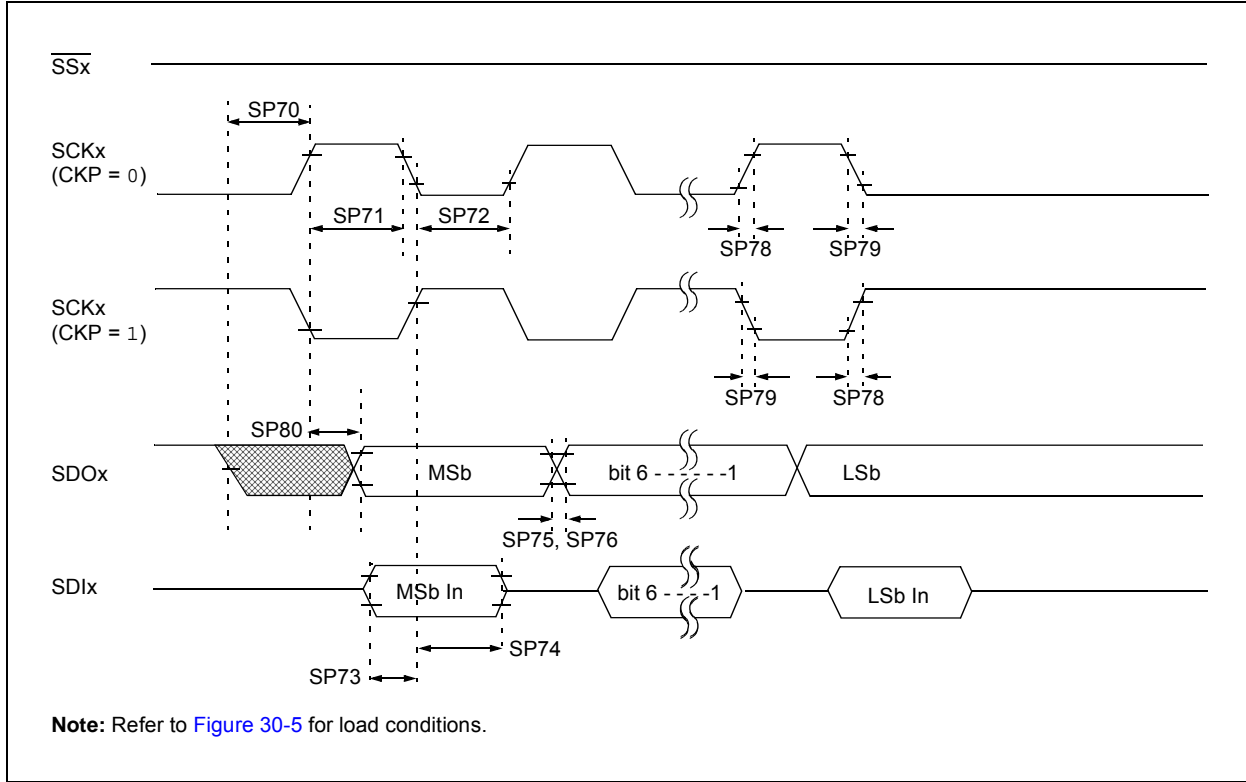 SSx
SP70
SCKx
(CKP = 0)
SP71
SP72
SP78
SP79
SCKx
(CKP = 1)
SP79
SP78
SP80
SDOx
MSb
bit 6 - - - - - -1
LSb
SP75, SP76
SDIx
MSb In
bit 6 - - - -1
LSb In
SP74
SP73
Note: Refer to Figure 30-5 for load conditions.